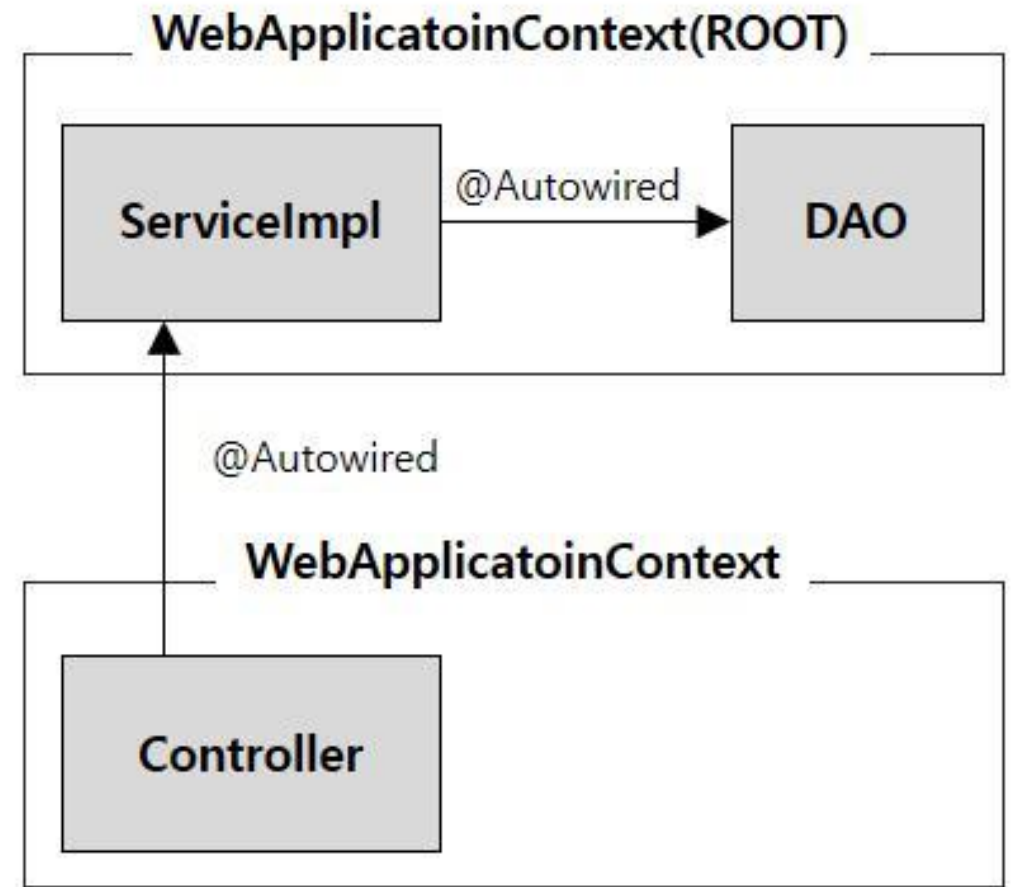 WebApplicatoinContext(ROOT)
@Autowired
ServiceImpl
DAO
@Autowired
WebApplicatoinContext
Controller